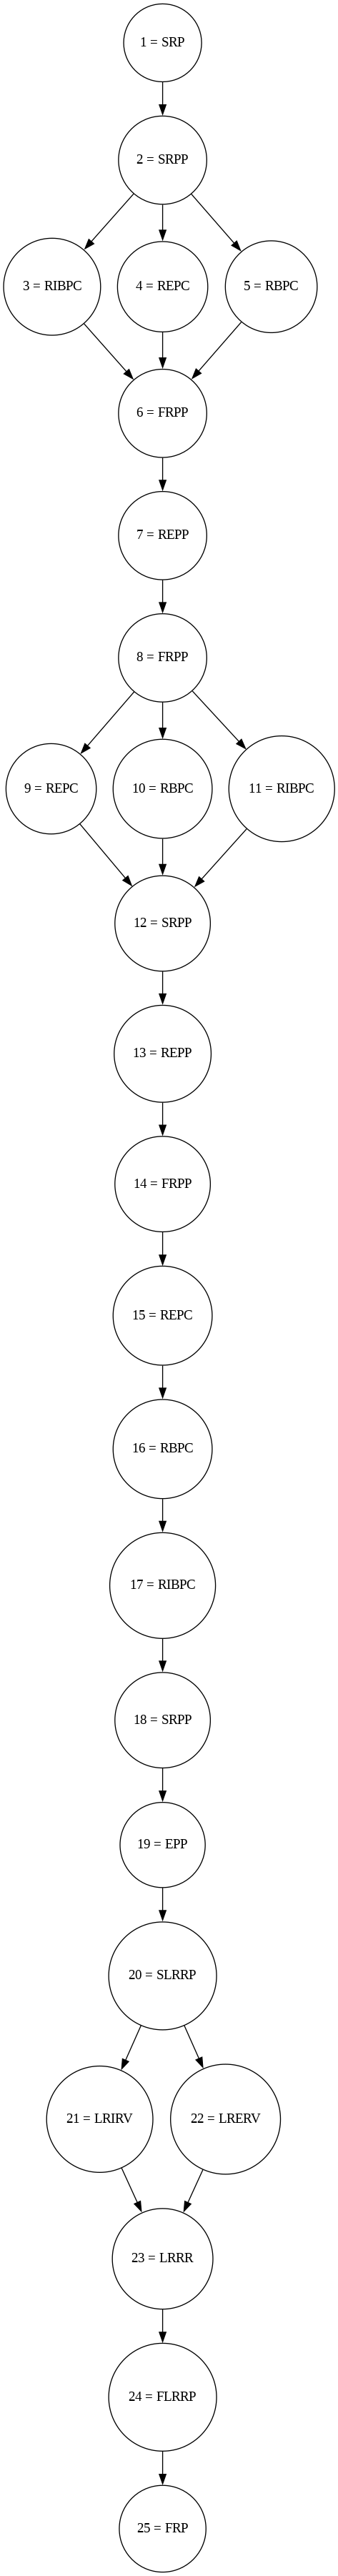 1 = SRP
2 = SRPP
3 = RIBPC
4 = REPC
5 = RBPC
6 = FRPP
7 = REPP
8 = FRPP
9 = REPC
10 = RBPC
11 = RIBPC
12 = SRPP
13 = REPP
14 = FRPP
15 = REPC
16 = RBPC
17 = RIBPC
18 = SRPP
19 = EPP
20 = SLRRP
21 = LRIRV
22 = LRERV
23 = LRRR
24 = FLRRP
25 = FRP